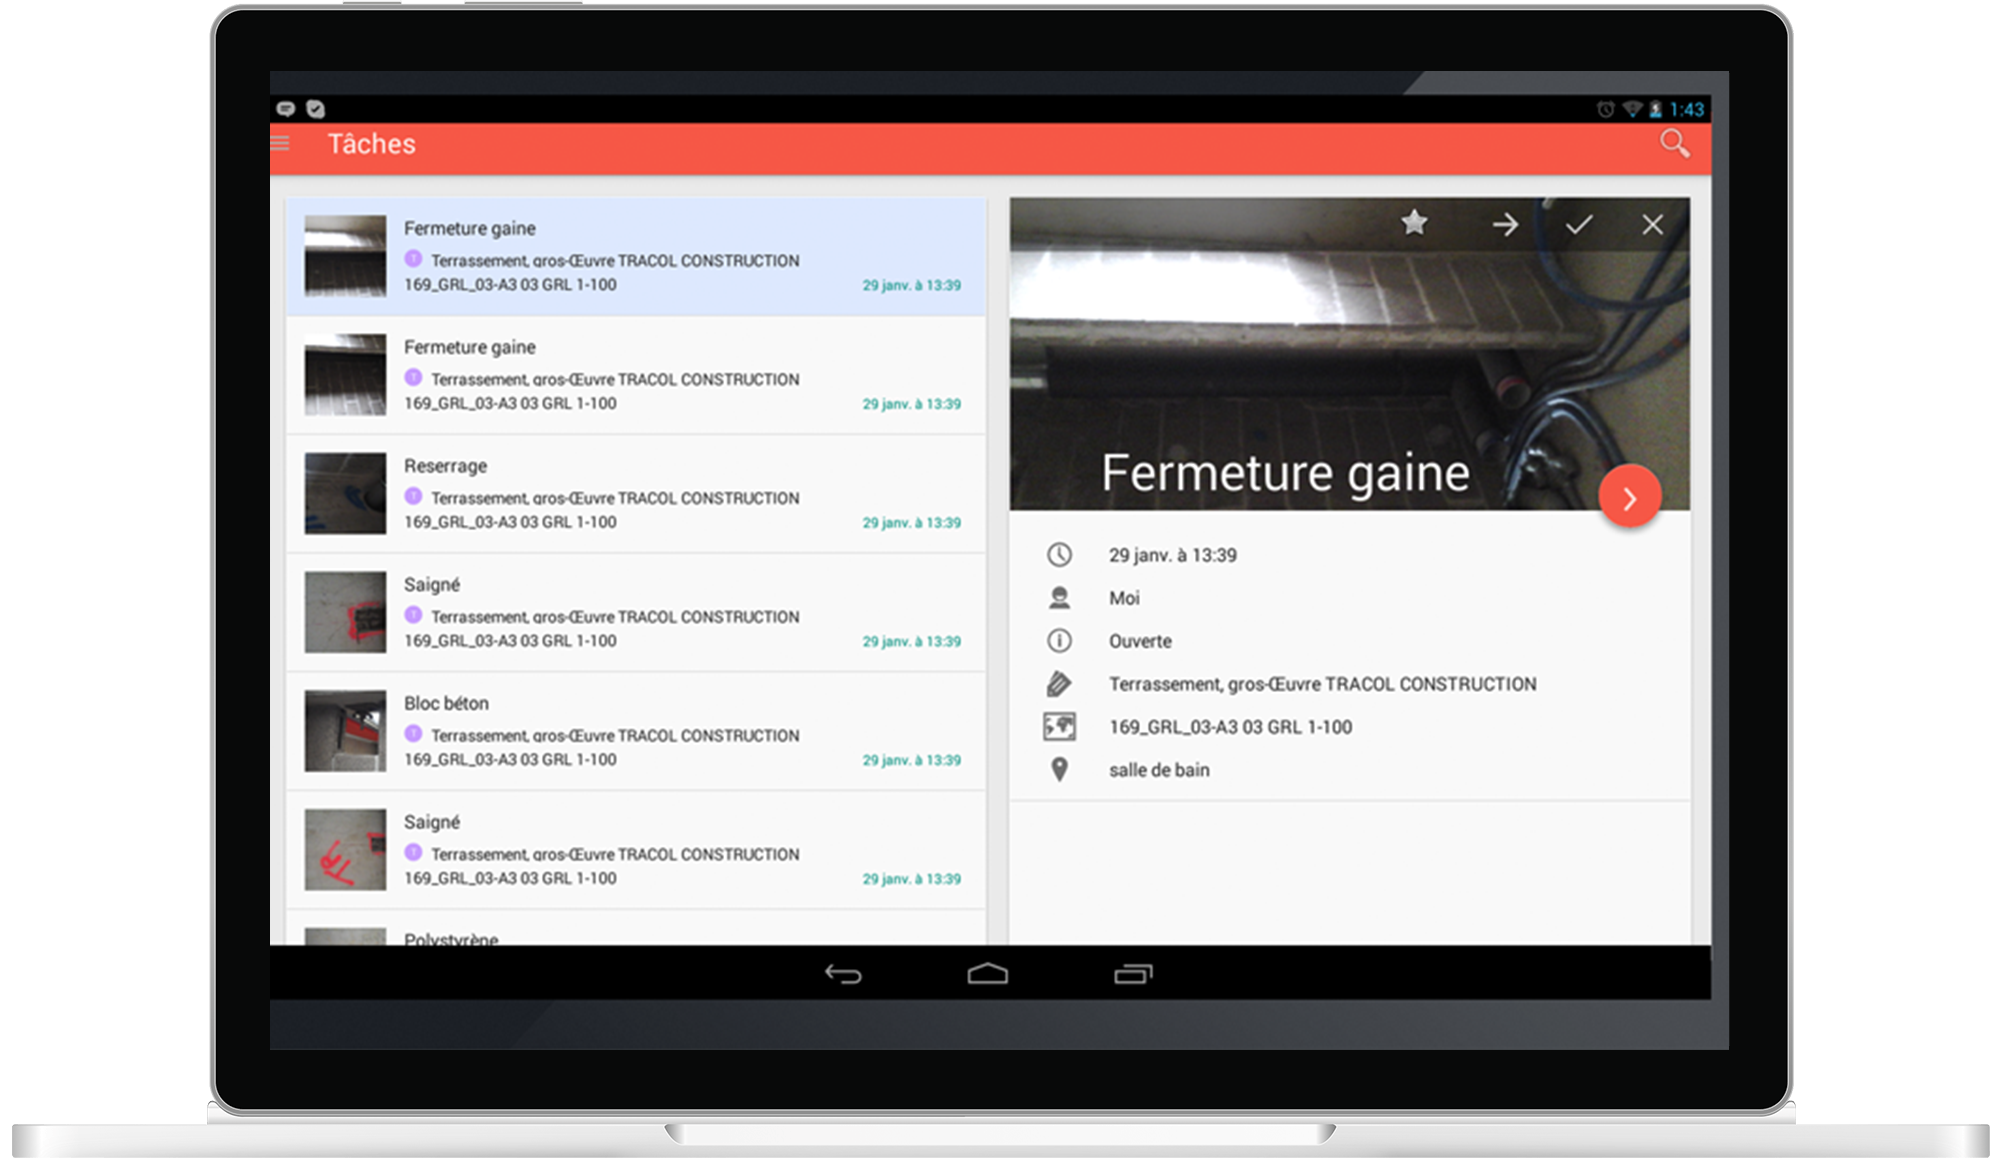 1:43
Tâches
Fermeture gaine
T Terrassement, gros-Œuvre TRACOL CONSTRUCTION
169_GRL_03-A3 03 GRL 1-100
29 janv. à 13:39
Fermeture gaine
T Terrassement, gros-Œuvre TRACOL CONSTRUCTION
169_GRL_03-A3 03 GRL 1-100
29 janv. à 13:39
Reserrage
T Terrassement, gros-Œuvre TRACOL CONSTRUCTION
169_GRL_03-A3 03 GRL 1-100
29 janv. à 13:39
Saigné
T Terrassement, gros-Œuvre TRACOL CONSTRUCTION
169_GRL_03-A3 03 GRL 1-100
29 janv. à 13:39
Bloc béton
T Terrassement, gros-Œuvre TRACOL CONSTRUCTION
169_GRL_03-A3 03 GRL 1-100
29 janv. à 13:39
Saigné
T Terrassement, gros-Œuvre TRACOL CONSTRUCTION
169_GRL_03-A3 03 GRL 1-100
29 janv. à 13:39
Polystyrène
Fermeture gaine
29 janv. à 13:39
Moi
Ouverte
Terrassement, gros-Œuvre TRACOL CONSTRUCTION
169_GRL_03-A3 03 GRL 1-100
salle de bain